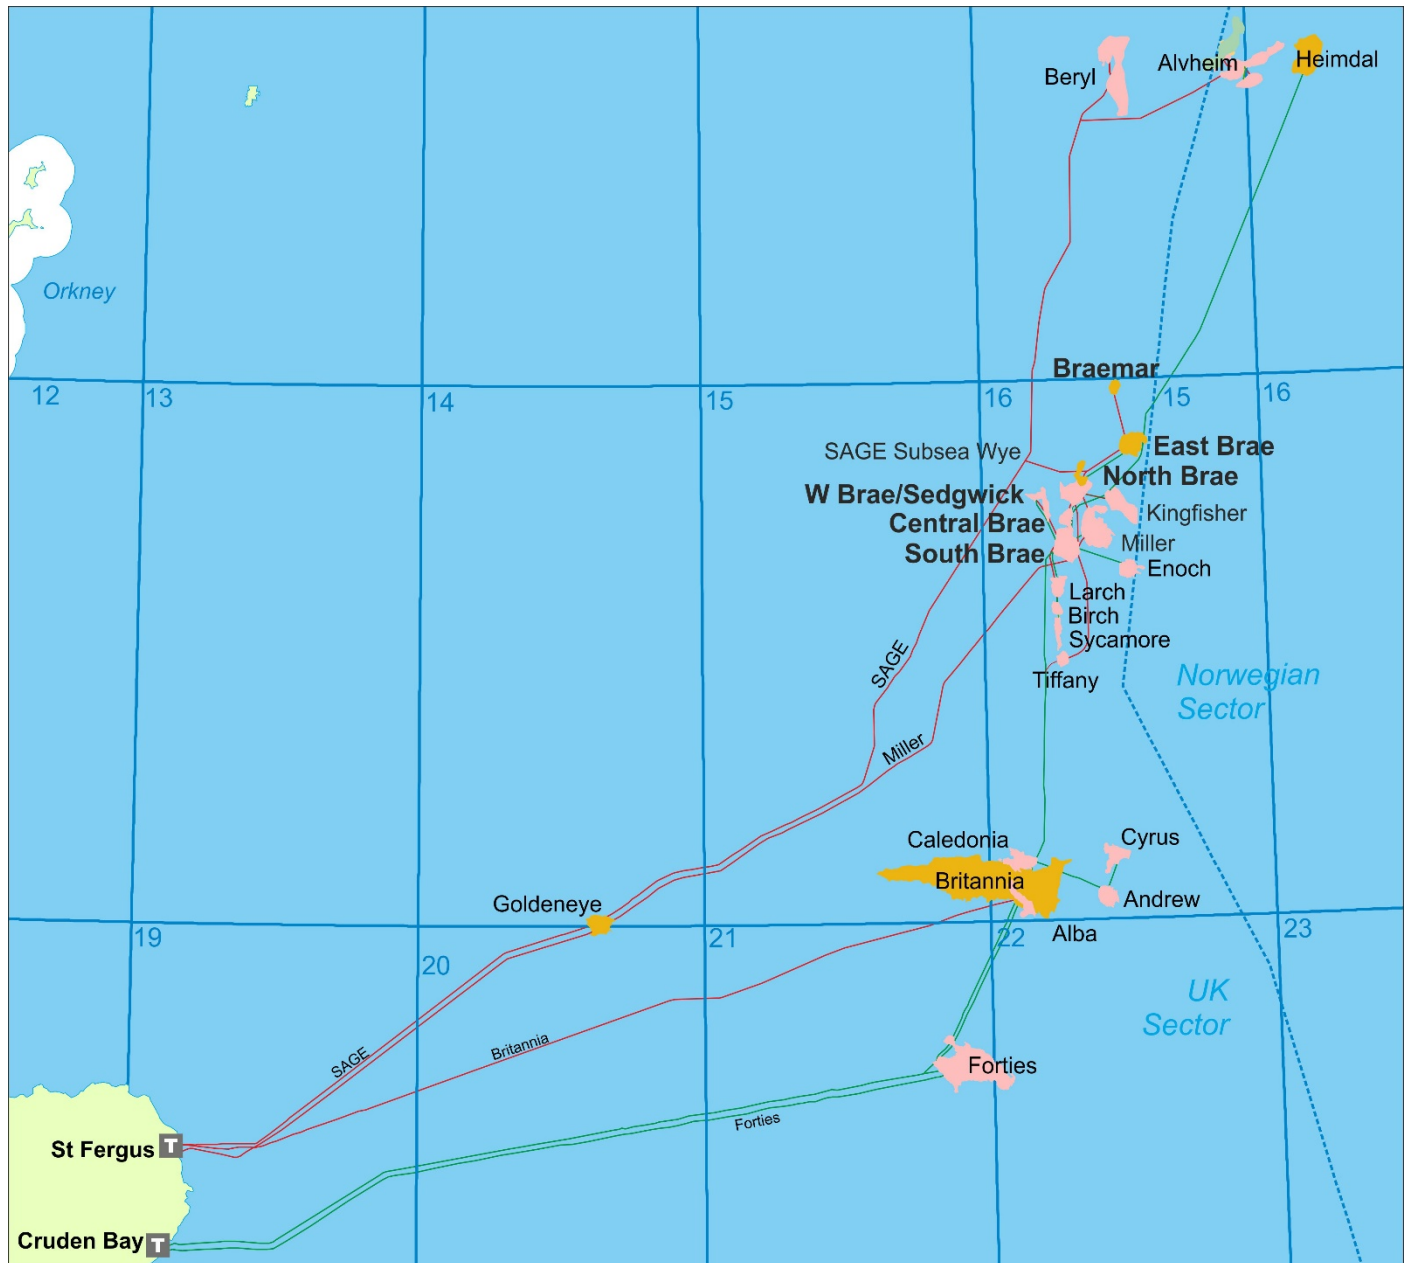 Beryl
Alvheim
Heimdal
Orkney
12
13
14
15
16
15
16
Braemar
SAGE Subsea Wye
East Brae
North Brae
W Brae/Sedgwick
Central Brae
South Brae
Kingfisher
Miller
Enoch
Larch
Birch
Sycamore
Tiffany
SAGE
Miller
Norwegian
Sector
Caledonia
Cyrus
Britannia
Andrew
Goldeneye
Alba
19
20
21
22
23
UK
Sector
SAGE
Britannia
Forties
Forties
St Fergus
T
Cruden Bay
T